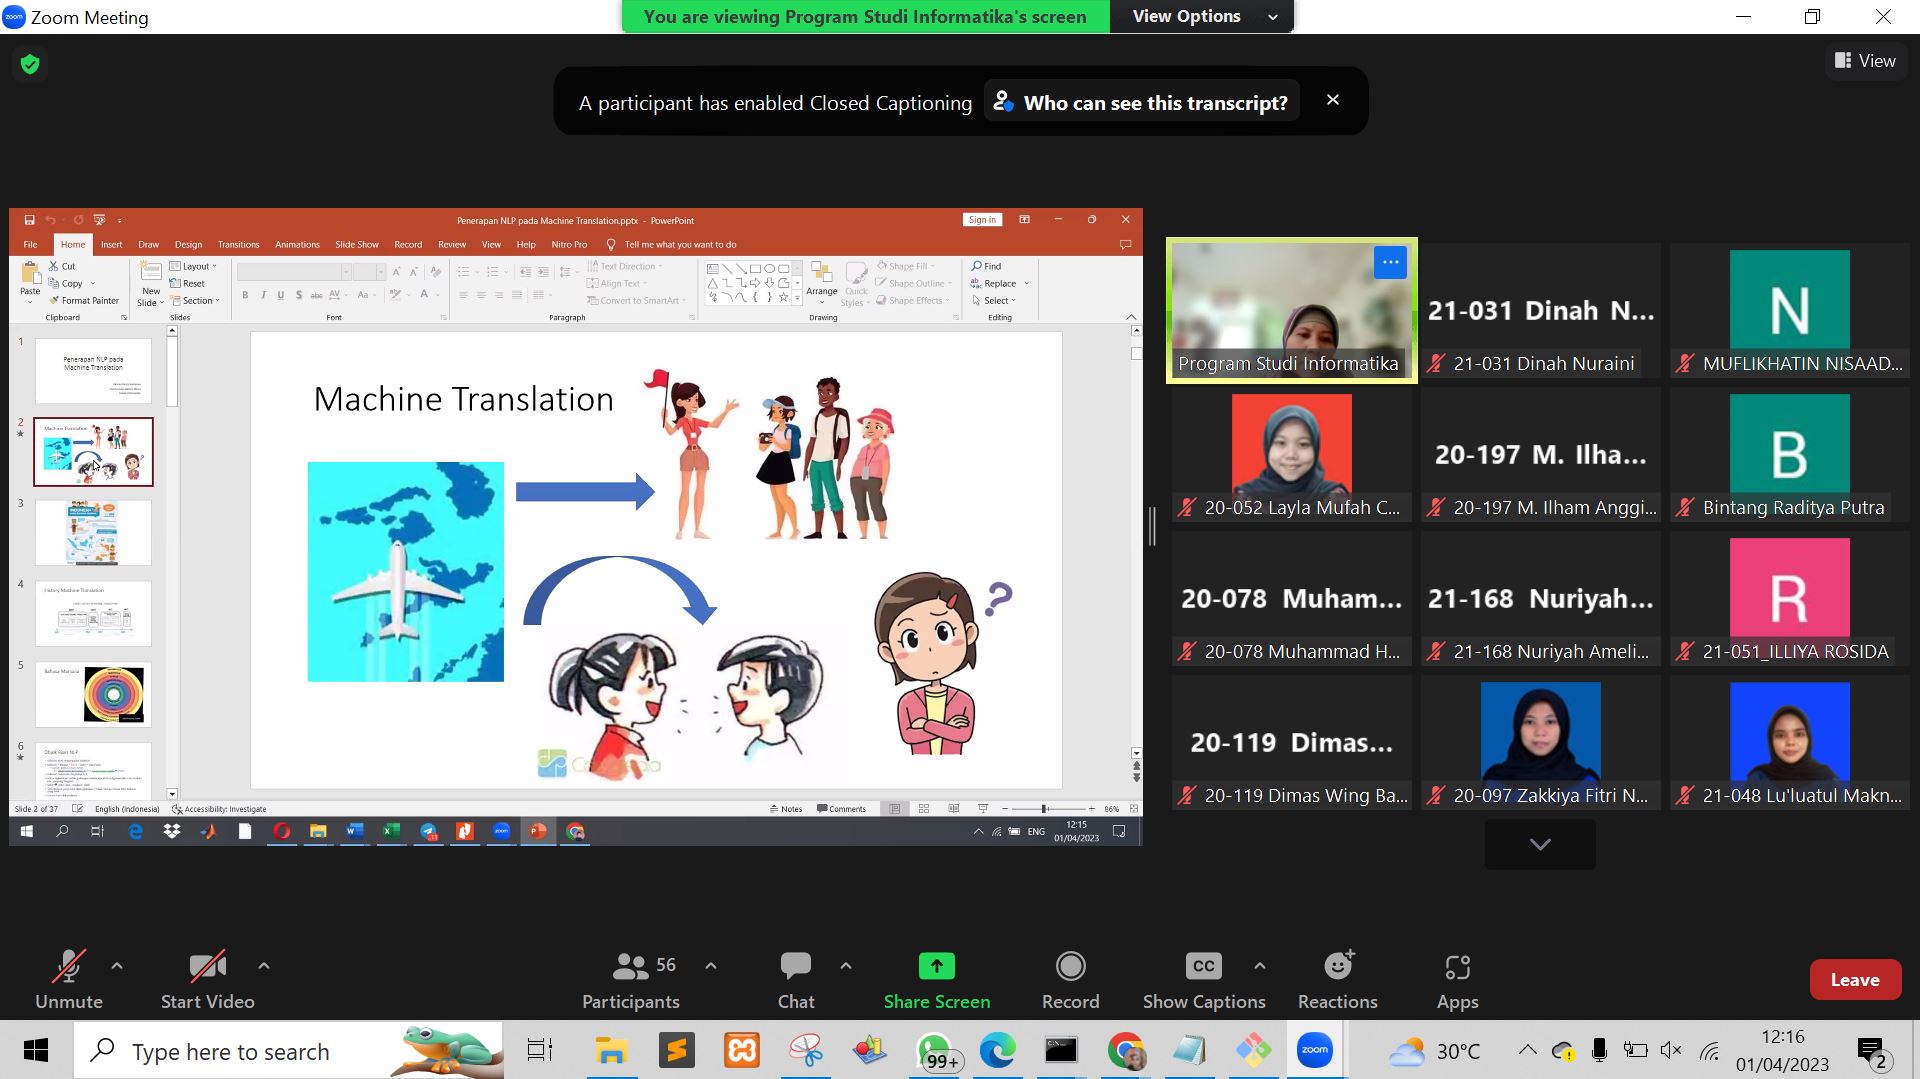 Zoom Meeting
You are viewing Program Studi Informatika's screen
View Options
View
A participant has enabled Closed Captioning
Who can see this transcript?
Penerapan NLP pada Machine Translation.pptx - PowerPoint
Sign in
File Home Insert Draw Design Transitions Animations Slide Show Record Review View Help Nitro Pro Tell me what you want to do
Paste
Cut
Copy
Format Painter
Clipboard
New Slide
Layout
Reset
Section
Slides
B I U S abc AV Aa A
Font
Text Direction
Align Text
Convert to SmartArt
Paragraph
Arrange
Quick Styles
Shape Fill
Shape Outline
Shape Effects
Drawing
Find
Replace
Select
Editing
1
Penerapan NLP pada
Machine Translation
2
Machine Translation
3
INDONESIA
4
History Machine Translation
5
Bahasa Manusia
6
Objek Riset NLP
Machine Translation
?
Slide 2 of 37
English (Indonesia)
Accessibility: Investigate
Notes
Comments
86%
ENG
12:15
01/04/2023
Program Studi Informatika
21-031 Dinah N...
21-031 Dinah Nuraini
N
MUFLIKHATIN NISAAD...
20-052 Layla Mufah C...
20-197 M. Ilha...
20-197 M. Ilham Anggi...
B
Bintang Raditya Putra
20-078 Muham...
20-078 Muhammad H...
21-168 Nuriyah...
21-168 Nuriyah Ameli...
R
21-051_ILLIYA ROSIDA
20-119 Dimas...
20-119 Dimas Wing Ba...
20-097 Zakkiya Fitri N...
21-048 Lu'luatul Makn...
Unmute
Start Video
56
Participants
Chat
Share Screen
Record
CC
Show Captions
Reactions
Apps
Leave
Type here to search
99+
zoom
30°C
12:16
01/04/2023
2